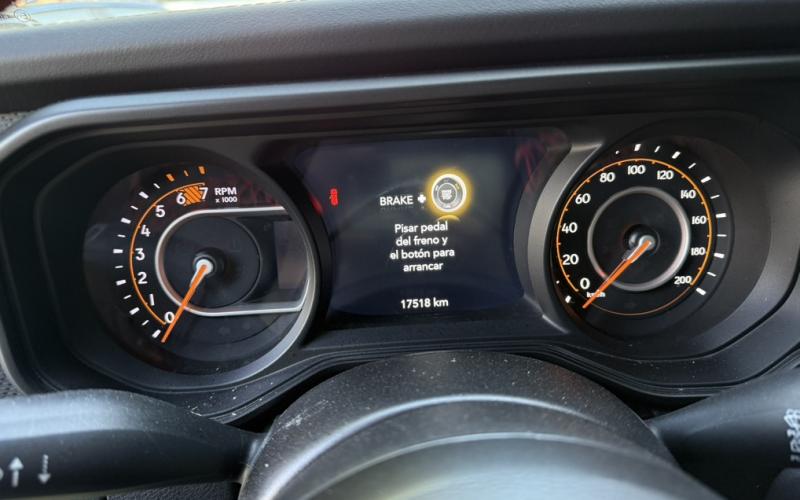 RPM
x 1000
7
6
5
4
3
2
1
0
BRAKE +
Pisar pedal
del freno y
el botón para
arrancar
17518 km
0
20
40
60
80
100
120
140
160
180
200
km/h